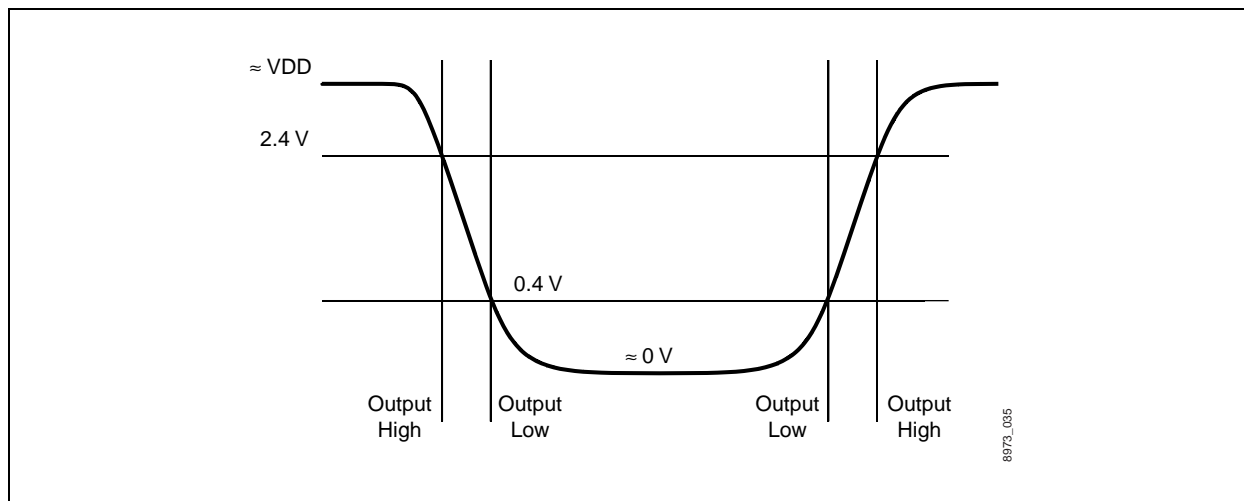 ≈ VDD
2.4 V
0.4 V
≈ 0 V
Output
High
Output
Low
Output
Low
Output
High
8973_035